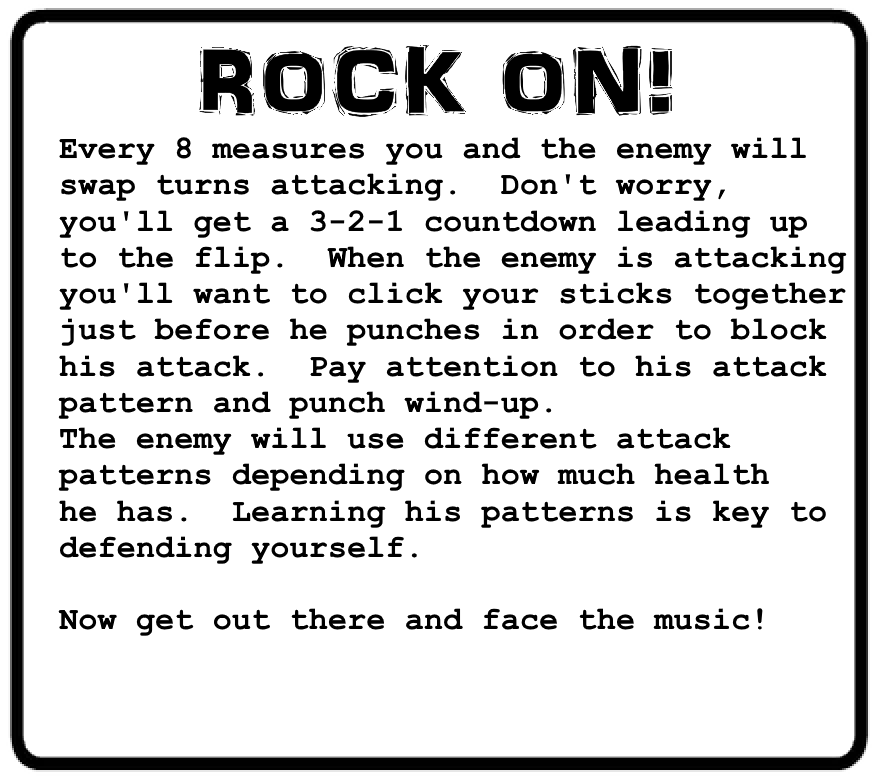 ROCK ON!
Every 8 measures you and the enemy will
swap turns attacking.  Don't worry,
you'll get a 3-2-1 countdown leading up
to the flip.  When the enemy is attacking
you'll want to click your sticks together
just before he punches in order to block
his attack.  Pay attention to his attack
pattern and punch wind-up.
The enemy will use different attack
patterns depending on how much health
he has.  Learning his patterns is key to
defending yourself.
Now get out there and face the music!